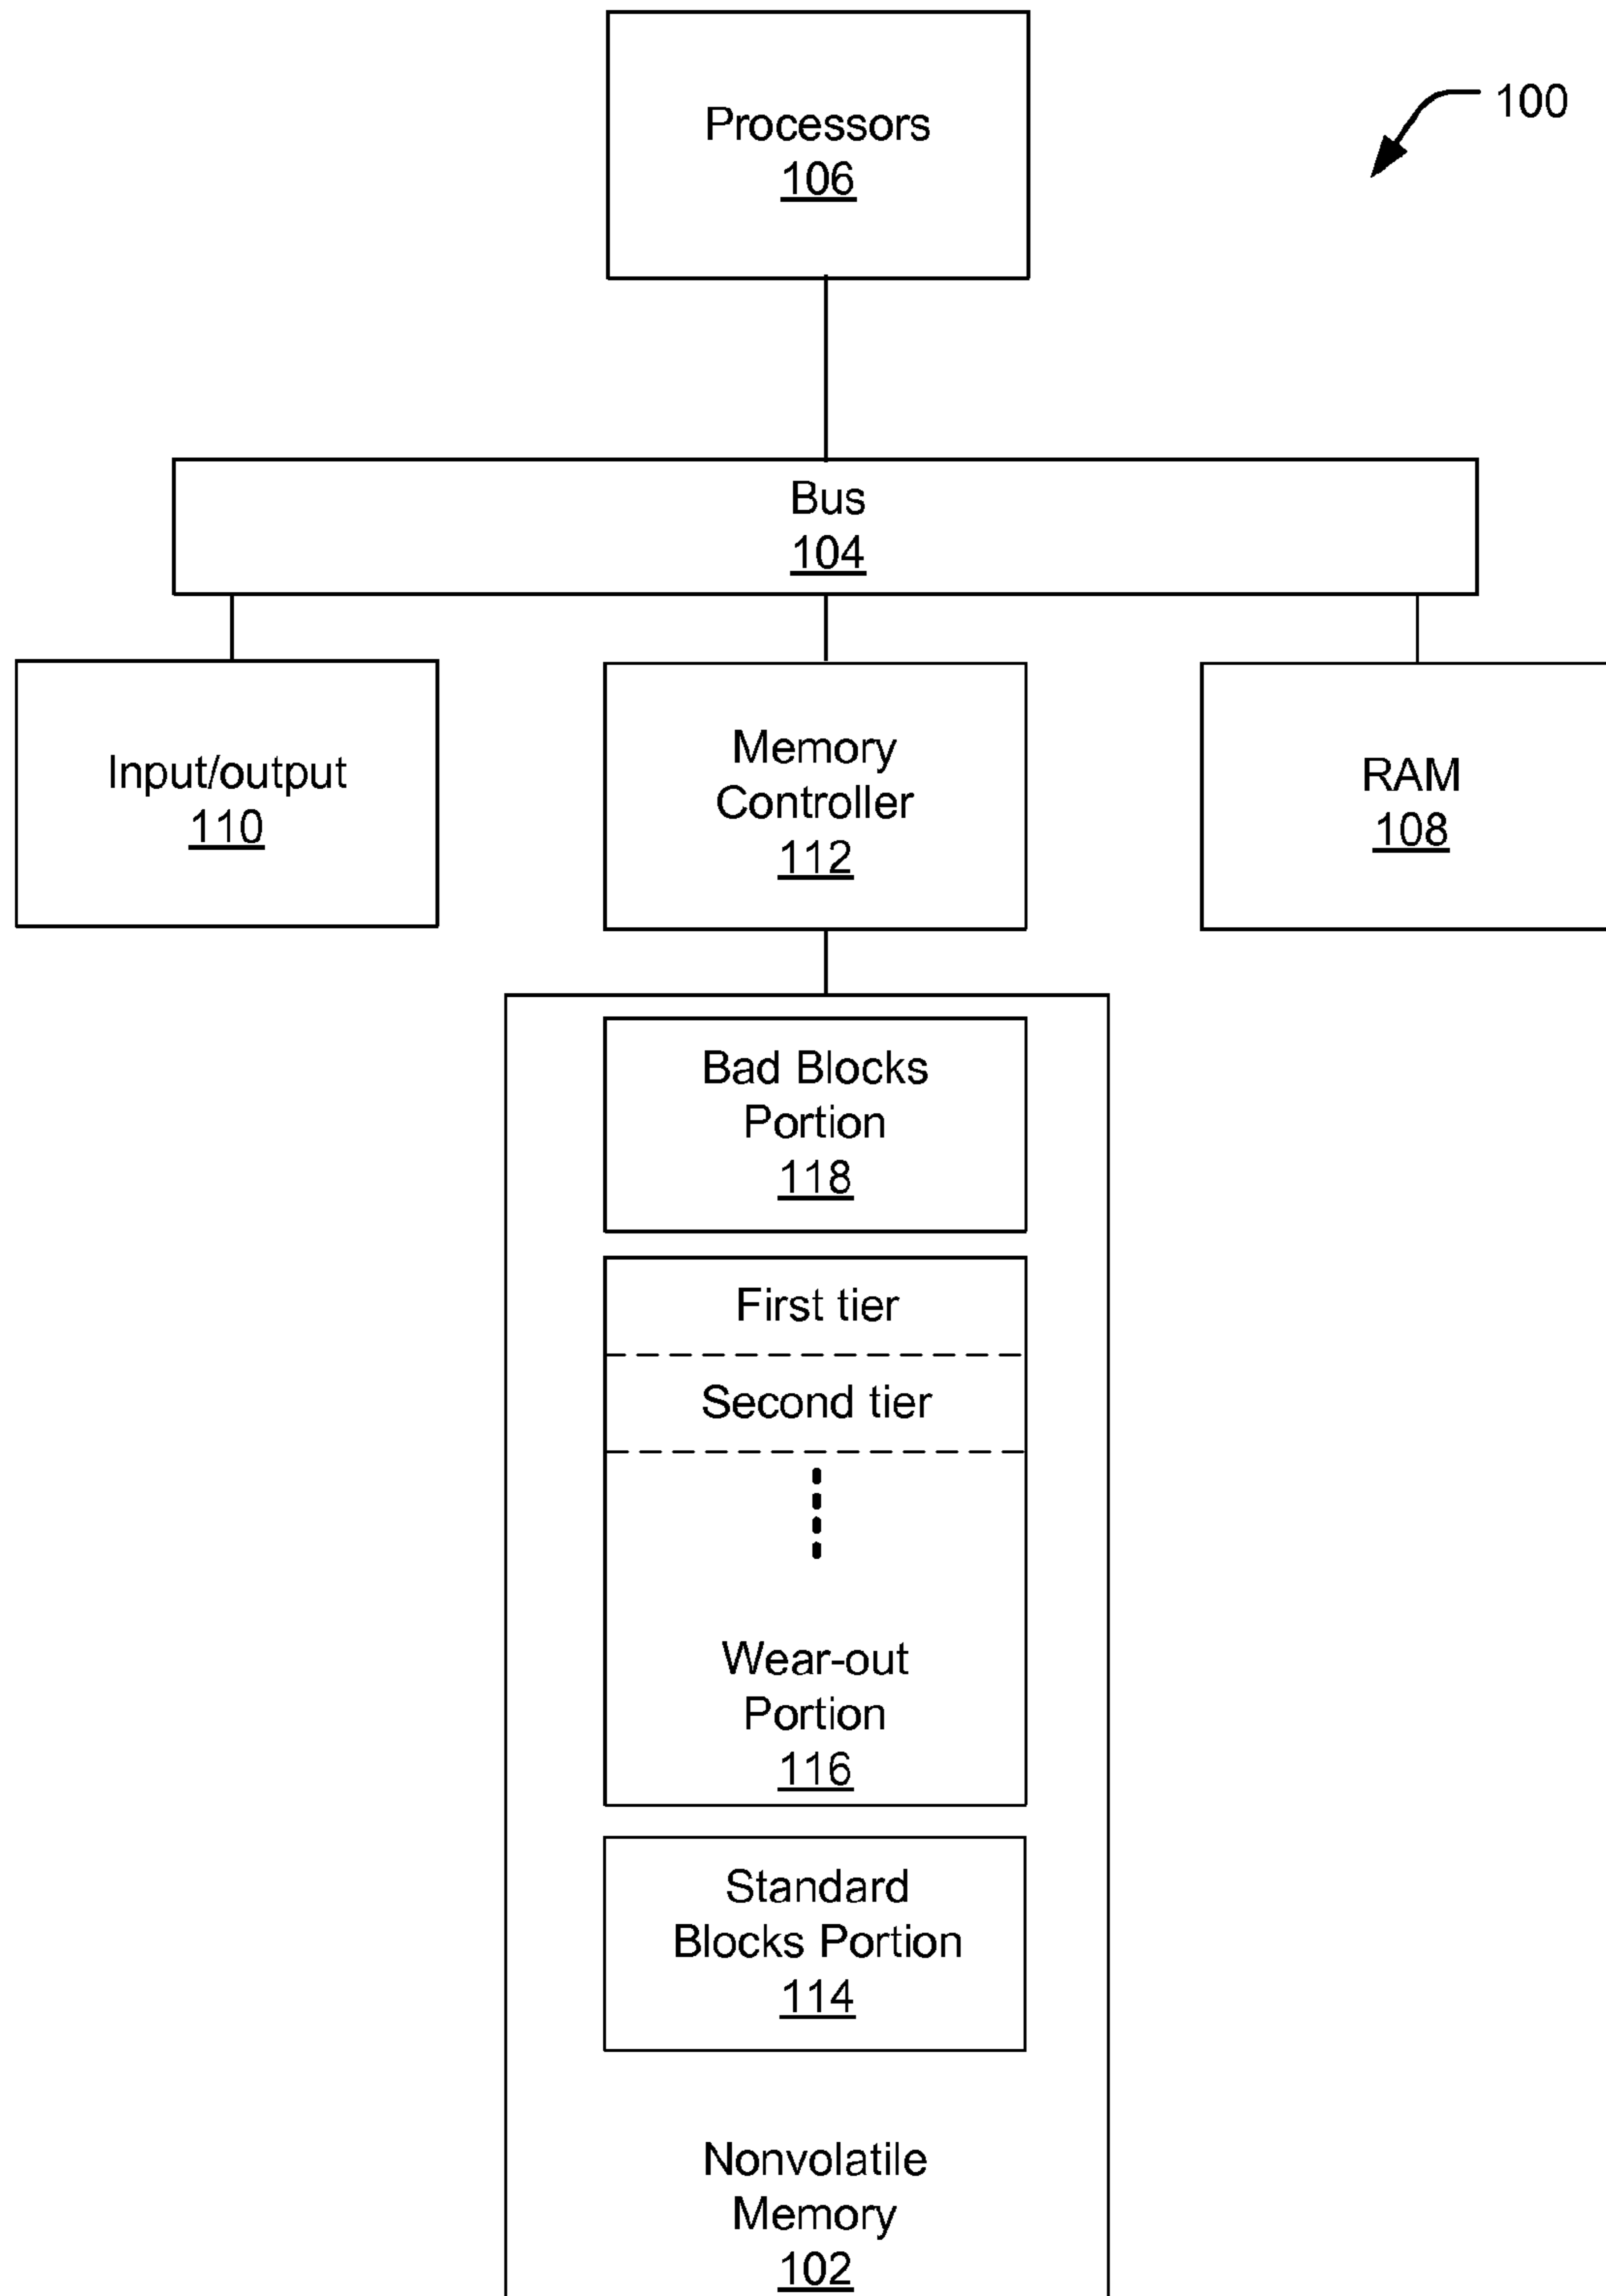 Processors
106
100
Bus
104
Input/output
110
Memory
Controller
112
RAM
108
Bad Blocks
Portion
118
First tier
Second tier
Wear-out
Portion
116
Standard
Blocks Portion
114
Nonvolatile
Memory
102